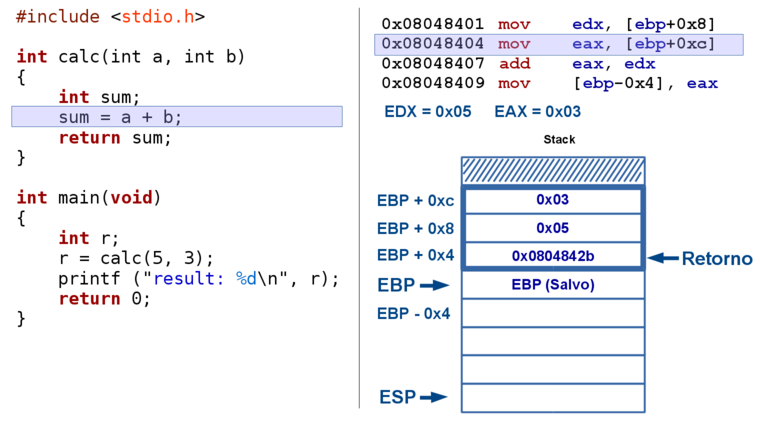 #include <stdio.h>
int calc(int a, int b)
{
int sum;
sum = a + b;
return sum;
}
int main(void)
{
int r;
r = calc(5, 3);
printf ("result: %d\n", r);
return 0;
}
0x08048401 mov edx, [ebp+0x8]
0x08048404 mov eax, [ebp+0xc]
0x08048407 add eax, edx
0x08048409 mov [ebp-0x4], eax
EDX = 0x05 EAX = 0x03
Stack
EBP + 0xc 0x03
EBP + 0x8 0x05
EBP + 0x4 0x0804842b Retorno
EBP EBP (Salvo)
EBP - 0x4
ESP